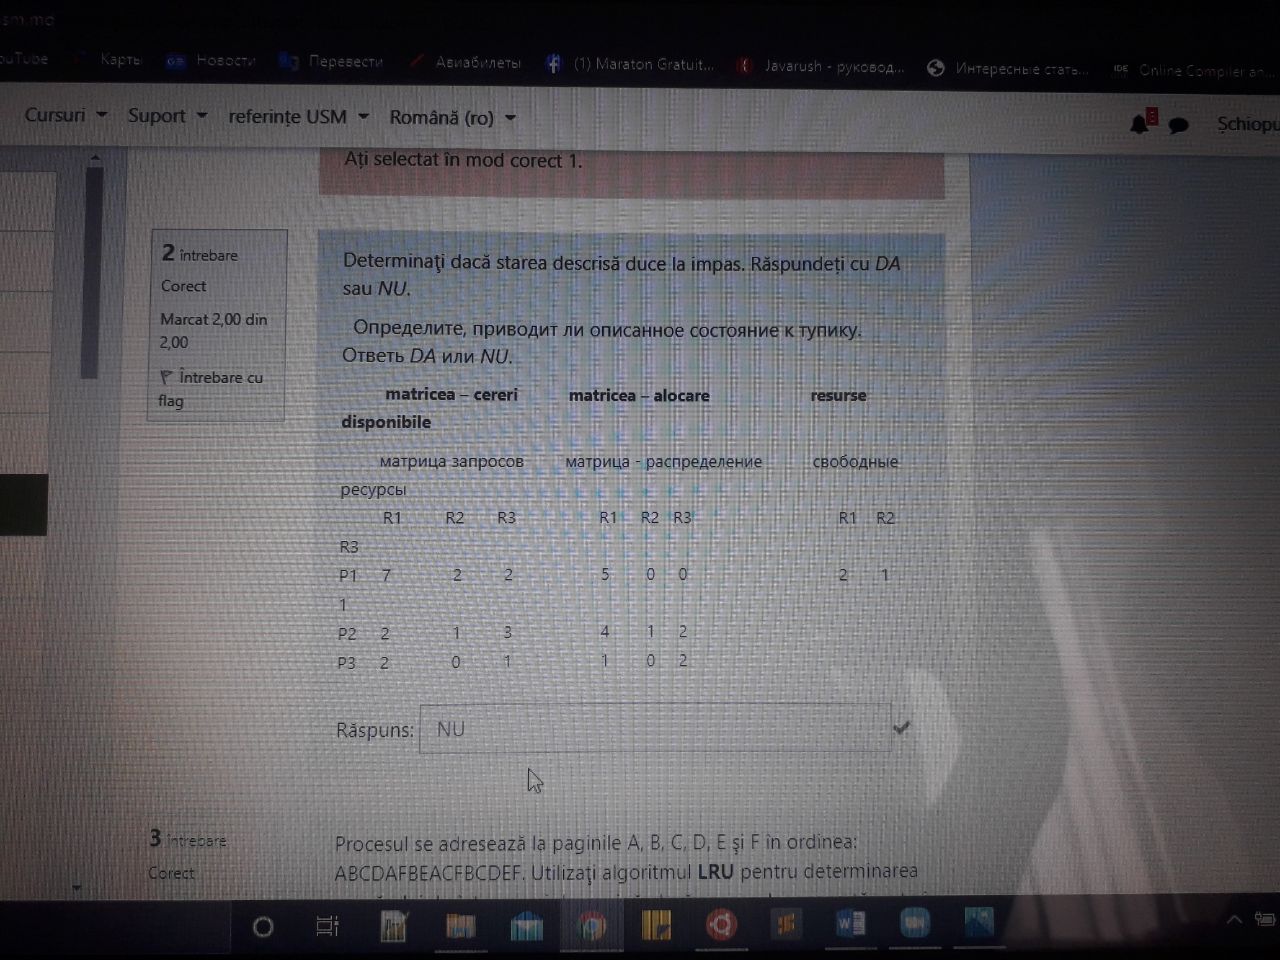 sm.md
ouTube Карты Новости Перевести Авиабилеты (1) Maraton Gratuit... Javarush - руковод... Интересные стать... IDE Online Compiler an...
Cursuri Suport referințe USM Română (ro) Șchiopu
Ați selectat în mod corect 1.
2 întrebare
Corect
Marcat 2,00 din
2,00
Întrebare cu
flag
Determinaţi dacă starea descrisă duce la impas. Răspundeți cu DA
sau NU.
Определите, приводит ли описанное состояние к тупику.
Ответь DA или NU.
matricea – cereri matricea – alocare resurse
disponibile
матрица запросов матрица - распределение свободные
ресурсы
R1 R2 R3 R1 R2 R3 R1 R2
R3
P1 7 2 2 5 0 0 2 1
1
P2 2 1 3 4 1 2
P3 2 0 1 1 0 2
Răspuns: NU
3 întrebare
Corect
Procesul se adresează la paginile A, B, C, D, E şi F în ordinea:
ABCDAFBEACFBCDEF. Utilizaţi algoritmul LRU pentru determinarea